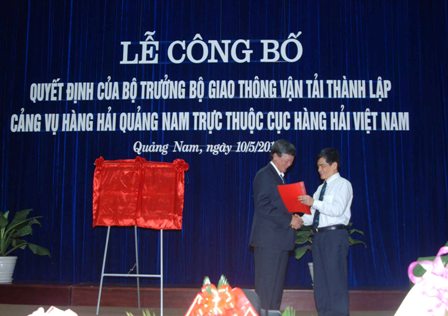 LỄ CÔNG BỐ
QUYẾT ĐỊNH CỦA BỘ TRƯỞNG BỘ GIAO THÔNG VẬN TẢI THÀNH LẬP
CẢNG VỤ HÀNG HẢI QUẢNG NAM TRỰC THUỘC CỤC HÀNG HẢI VIỆT NAM
Quảng Nam, ngày 10/5/